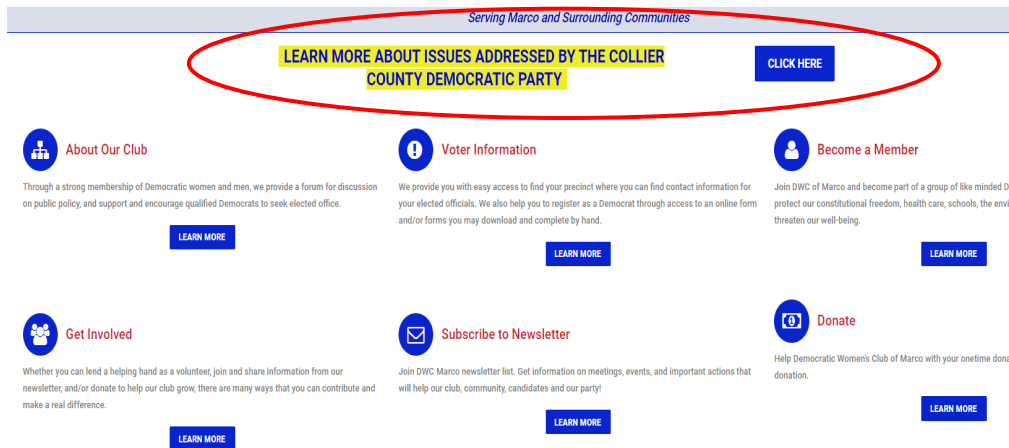 Serving Marco and Surrounding Communities
LEARN MORE ABOUT ISSUES ADDRESSED BY THE COLLIER
COUNTY DEMOCRATIC PARTY
CLICK HERE
About Our Club
Through a strong membership of Democratic women and men, we provide a forum for discussion
on public policy, and support and encourage qualified Democrats to seek elected office.
LEARN MORE
Voter Information
We provide you with easy access to find your precinct where you can find contact information for
your elected officials. We also help you to register as a Democrat through access to an online form
and/or forms you may download and complete by hand.
LEARN MORE
Become a Member
Join DWC of Marco and become part of a group of like minded D
protect our constitutional freedom, health care, schools, the envi
threaten our well-being.
LEARN MORE
Get Involved
Whether you can lend a helping hand as a volunteer, join and share information from our
newsletter, and/or donate to help our club grow, there are many ways that you can contribute and
make a real difference.
LEARN MORE
Subscribe to Newsletter
Join DWC Marco newsletter list. Get information on meetings, events, and important actions that
will help our club, community, candidates and our party!
LEARN MORE
Donate
Help Democratic Women's Club of Marco with your onetime dona
donation.
LEARN MORE